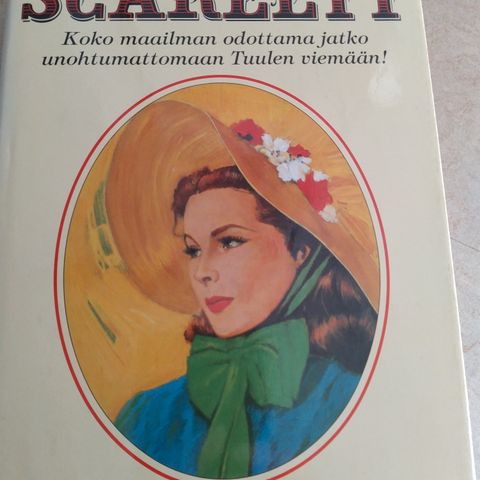 SCARLETT
Koko maailman odottama jatko
unohtumattomaan Tuulen viemään!